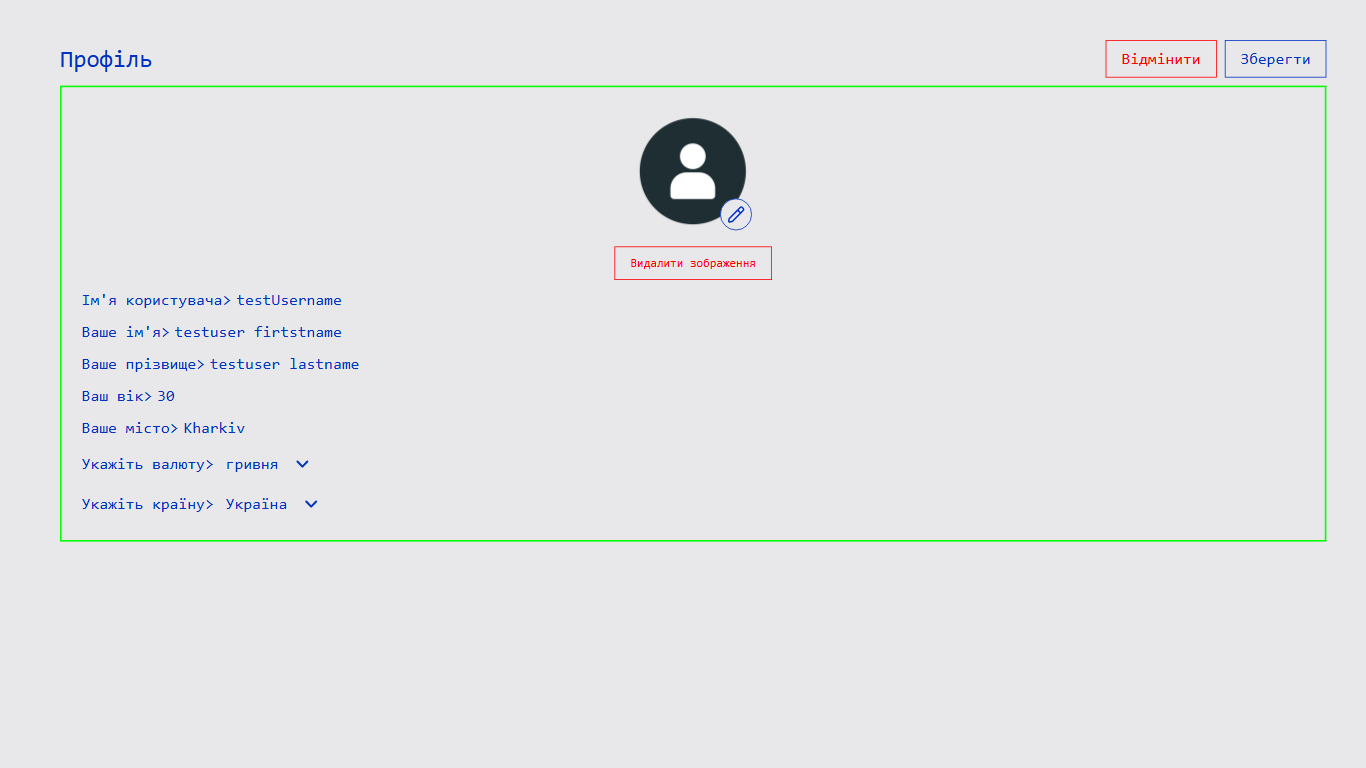 Профіль
Відмінити
Зберегти
Видалити зображення
Ім'я користувача> testUsername
Ваше ім'я> testuser firtstname
Ваше прізвище> testuser lastname
Ваш вік> 30
Ваше місто> Kharkiv
Укажіть валюту> гривня
Укажіть країну> Україна